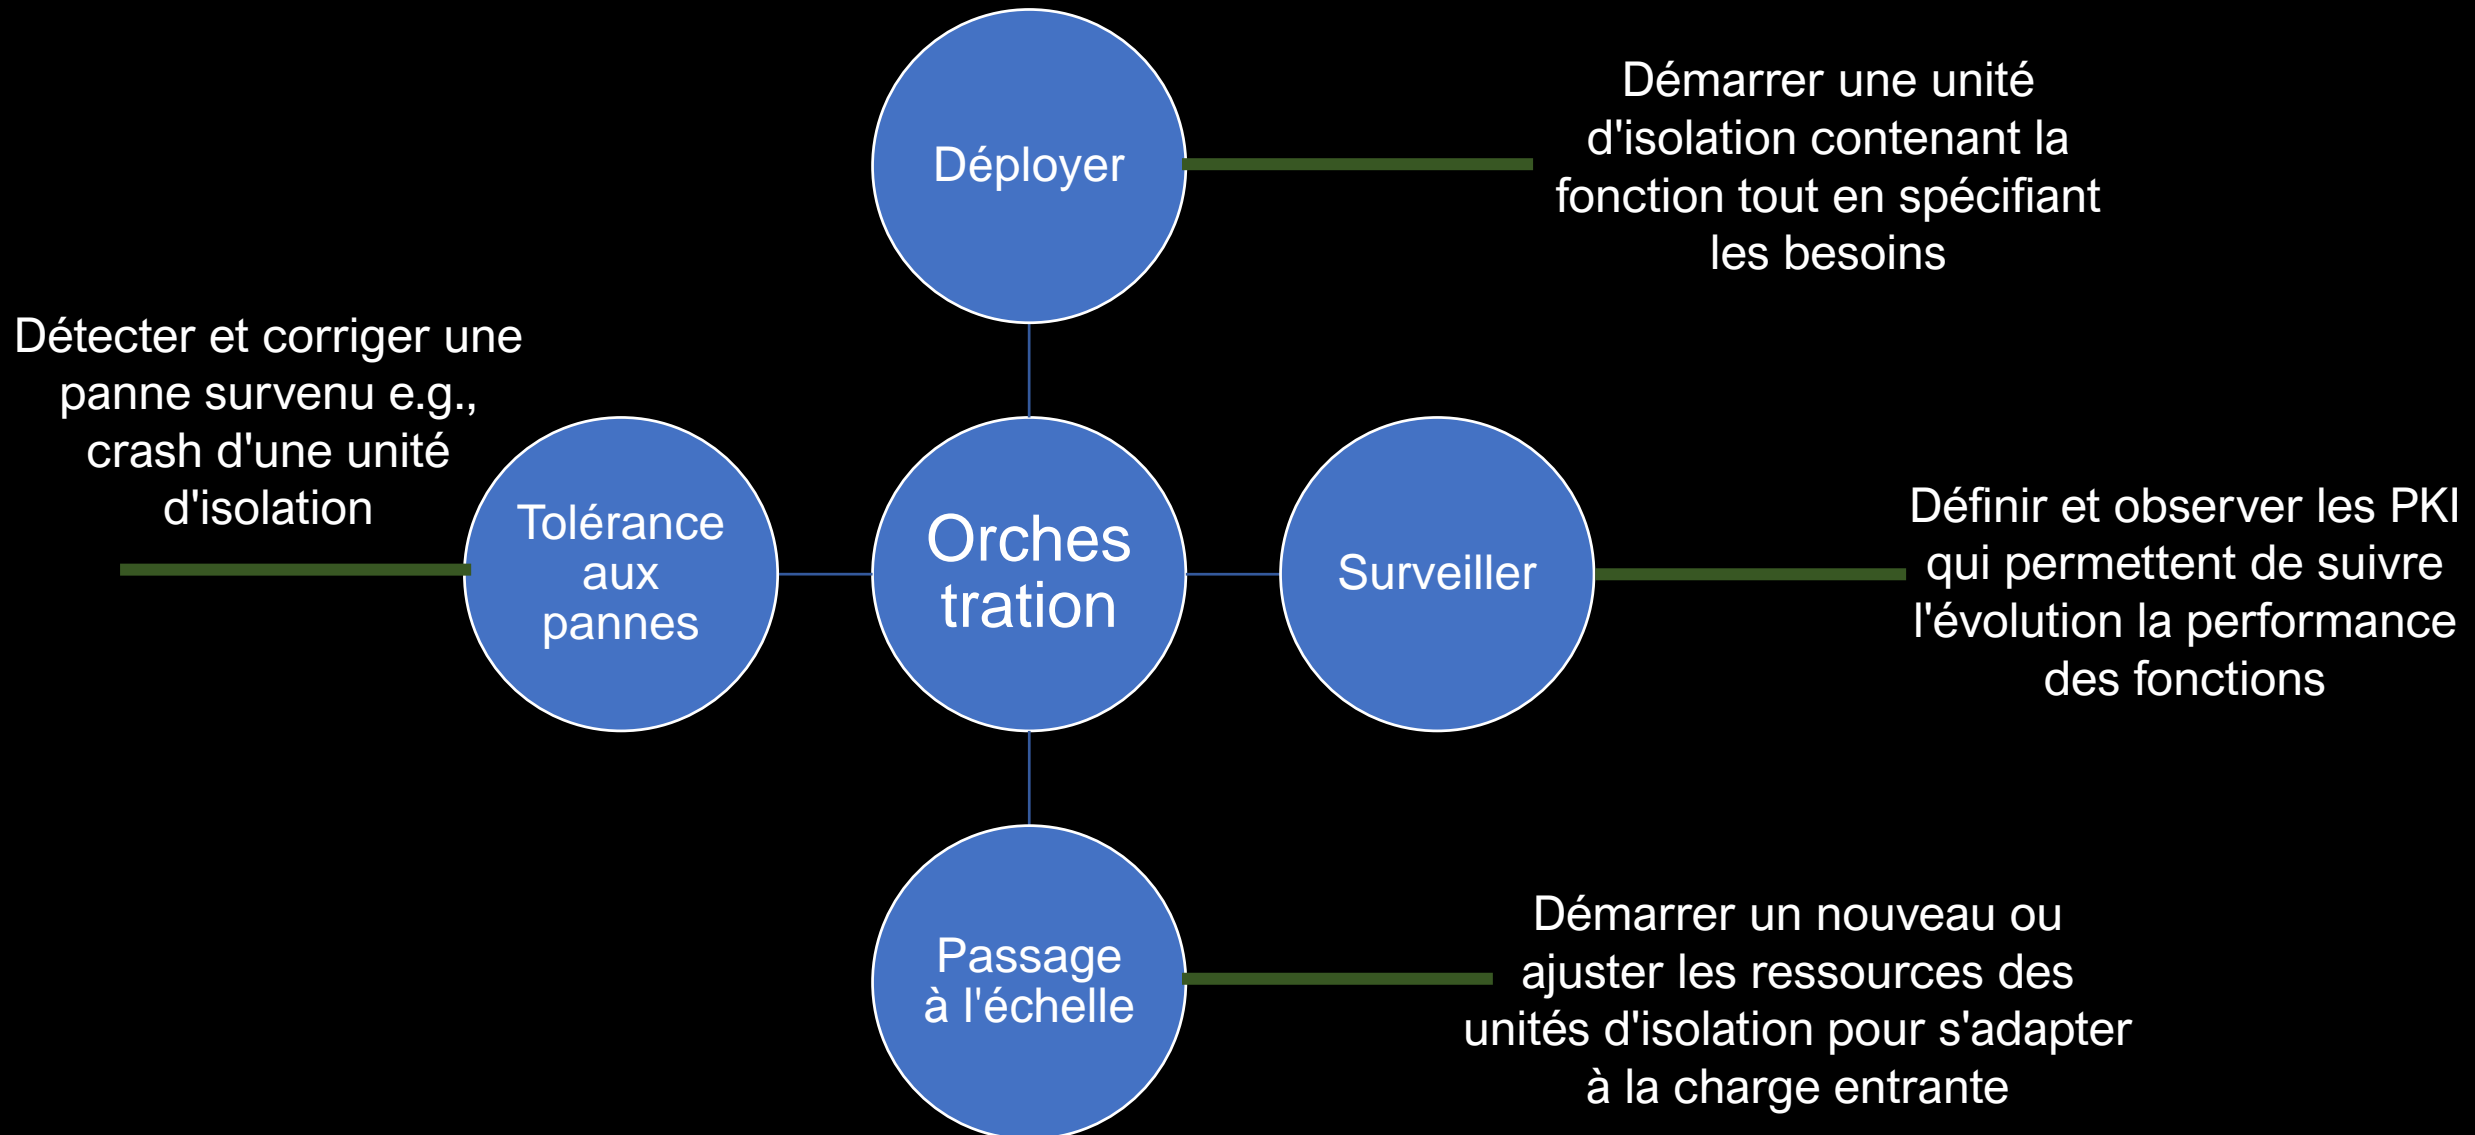 Déployer
Démarrer une unité
d'isolation contenant la
fonction tout en spécifiant
les besoins
Détecter et corriger une
panne survenu e.g.,
crash d'une unité
d'isolation
Tolérance
aux
pannes
Orches
tration
Surveiller
Définir et observer les PKI
qui permettent de suivre
l'évolution la performance
des fonctions
Passage
à l'échelle
Démarrer un nouveau ou
ajuster les ressources des
unités d'isolation pour s'adapter
à la charge entrante